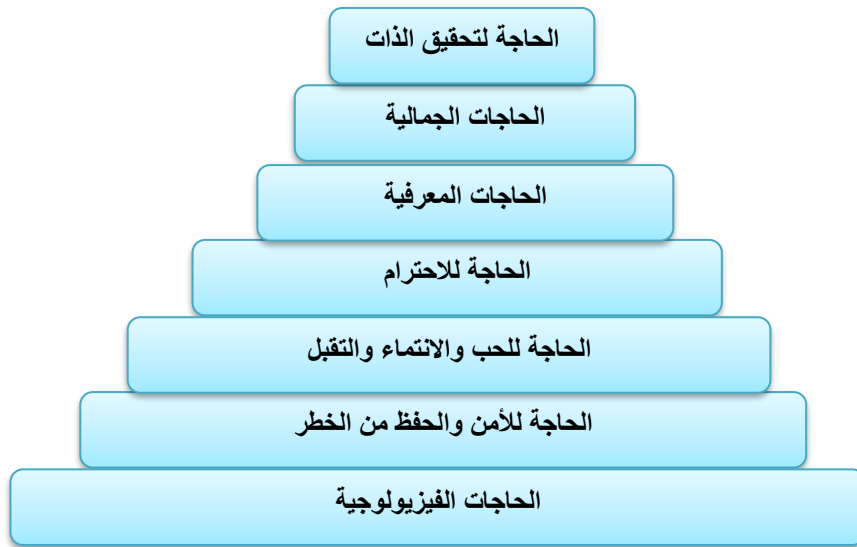 الحاجة لتحقيق الذات
الحاجات الجمالية
الحاجات المعرفية
الحاجة للاحترام
الحاجة للحب والانتماء والتقبل
الحاجة للأمن والحفظ من الخطر
الحاجات الفيزيولوجية